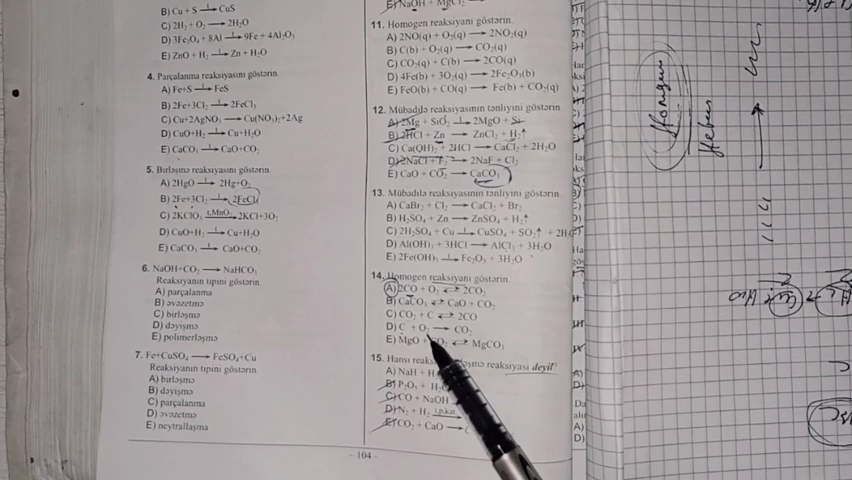 B) Cu + S → CuS
C) 2H₂ + O₂ → 2H₂O
D) 3Fe₃O₄ + 8Al → 9Fe + 4Al₂O₃
E) ZnO + H₂ → Zn + H₂O
4. Parçalanma reaksiyasını göstərin.
A) Fe+S → FeS
B) 2Fe+3Cl₂ → 2FeCl₃
C) Cu+2AgNO₃ → Cu(NO₃)₂+2Ag
D) CuO+H₂ → Cu+H₂O
E) CaCO₃ → CaO+CO₂
5. Birləşmə reaksiyasını göstərin
A) 2HgO → 2Hg+O₂
B) 2Fe+3Cl₂ → 2FeCl₃
C) 2KClO₃ t,MnO₂ → 2KCl+3O₂
D) CuO+H₂ → Cu+H₂O
E) CaCO₃ → CaO+CO₂
6. NaOH+CO₂ → NaHCO₃
Reaksiyanın tipini göstərin.
A) parçalanma
B) əvəzetmə
C) birləşmə
D) dəyişmə
E) polimerləşmə
7. Fe+CuSO₄ → FeSO₄+Cu
Reaksiyanın tipini göstərin.
A) birləşmə
B) dəyişmə
C) parçalanma
D) əvəzetmə
E) neytrallaşma
E) NaOH + MgCl
11. Homogen reaksiyanı göstərin.
A) 2NO(q) + O₂(q) → 2NO₂(q)
B) C(b) + O₂(q) → CO₂(q)
C) CO₂(q) + C(b) → 2CO(q)
D) 4Fe(b) + 3O₂(q) → 2Fe₂O₃(b)
E) FeO(b) + CO(q) → Fe(b) + CO₂(q)
12. Mübadilə reaksiyasının tənliyini göstərin.
A) 2Mg + SiO₂ → 2MgO + Si
B) 2HCl + Zn → ZnCl₂ + H₂↑
C) Ca(OH)₂ + 2HCl → CaCl₂ + 2H₂O
D) 2NaCl + F₂ → 2NaF + Cl₂
E) CaO + CO₂ → CaCO₃
13. Mübadilə reaksiyasının tənliyini göstərin.
A) CaBr₂ + Cl₂ → CaCl₂ + Br₂
B) H₂SO₄ + Zn → ZnSO₄ + H₂↑
C) 2H₂SO₄ + Cu → CuSO₄ + SO₂↑ + 2H
D) Al(OH)₃ + 3HCl → AlCl₃ + 3H₂O
E) 2Fe(OH)₃ → Fe₂O₃ + 3H₂O
14. Homogen reaksiyanı göstərin.
A) 2CO + O₂ ⇄ 2CO₂
B) CaCO₃ ⇄ CaO + CO₂
C) CO₂ + C ⇄ 2CO
D) C + O₂ → CO₂
E) MgO + CO₂ ⇄ MgCO₃
15. Hansı reaksiyası deyil?
A) NaH + H
B) P₂O₅ + H
C) CO + NaOH
D) N₂ + H₂ t,p,kat.
E) CO₂ + CaO →
– 104 –